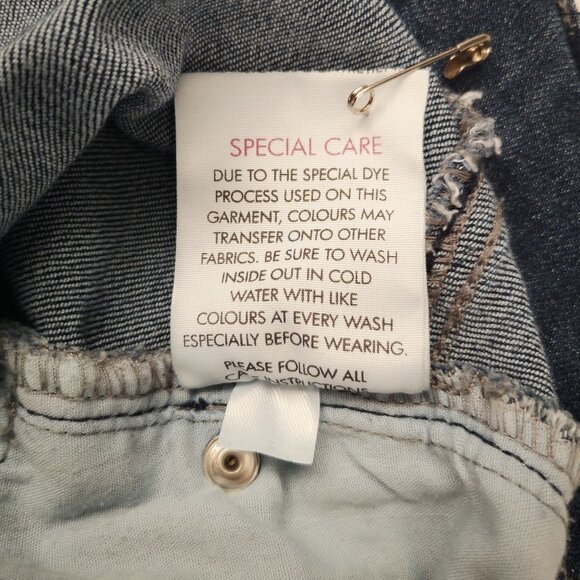 SPECIAL CARE
DUE TO THE SPECIAL DYE
PROCESS USED ON THIS
GARMENT, COLOURS MAY
TRANSFER ONTO OTHER
FABRICS. BE SURE TO WASH
INSIDE OUT IN COLD
WATER WITH LIKE
COLOURS AT EVERY WASH
ESPECIALLY BEFORE WEARING.
PLEASE FOLLOW ALL
INSTRUCTIONS